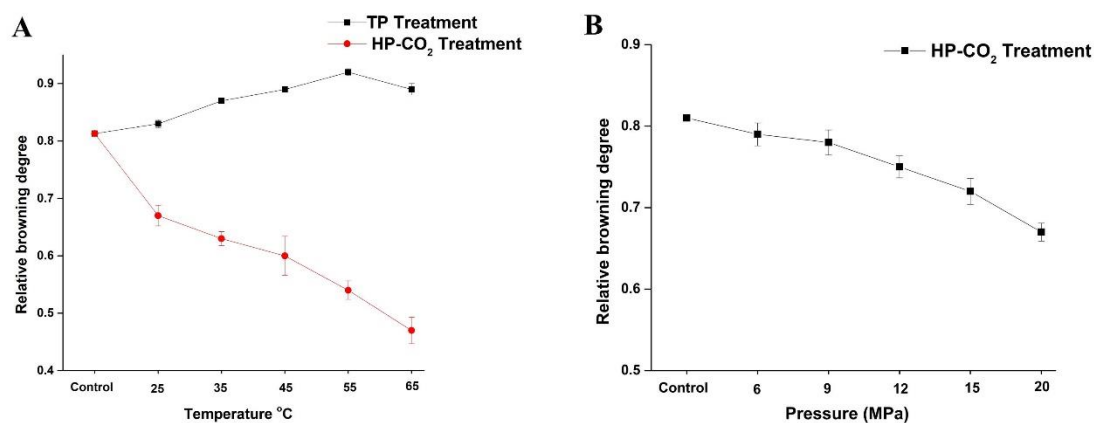 A
TP Treatment
HP-CO₂ Treatment
Relative browning degree
0.9
0.8
0.7
0.6
0.5
0.4
Control 25 35 45 55 65
Temperature °C
B
HP-CO₂ Treatment
Relative browning degree
0.9
0.8
0.7
0.6
0.5
Control 6 9 12 15 20
Pressure (MPa)